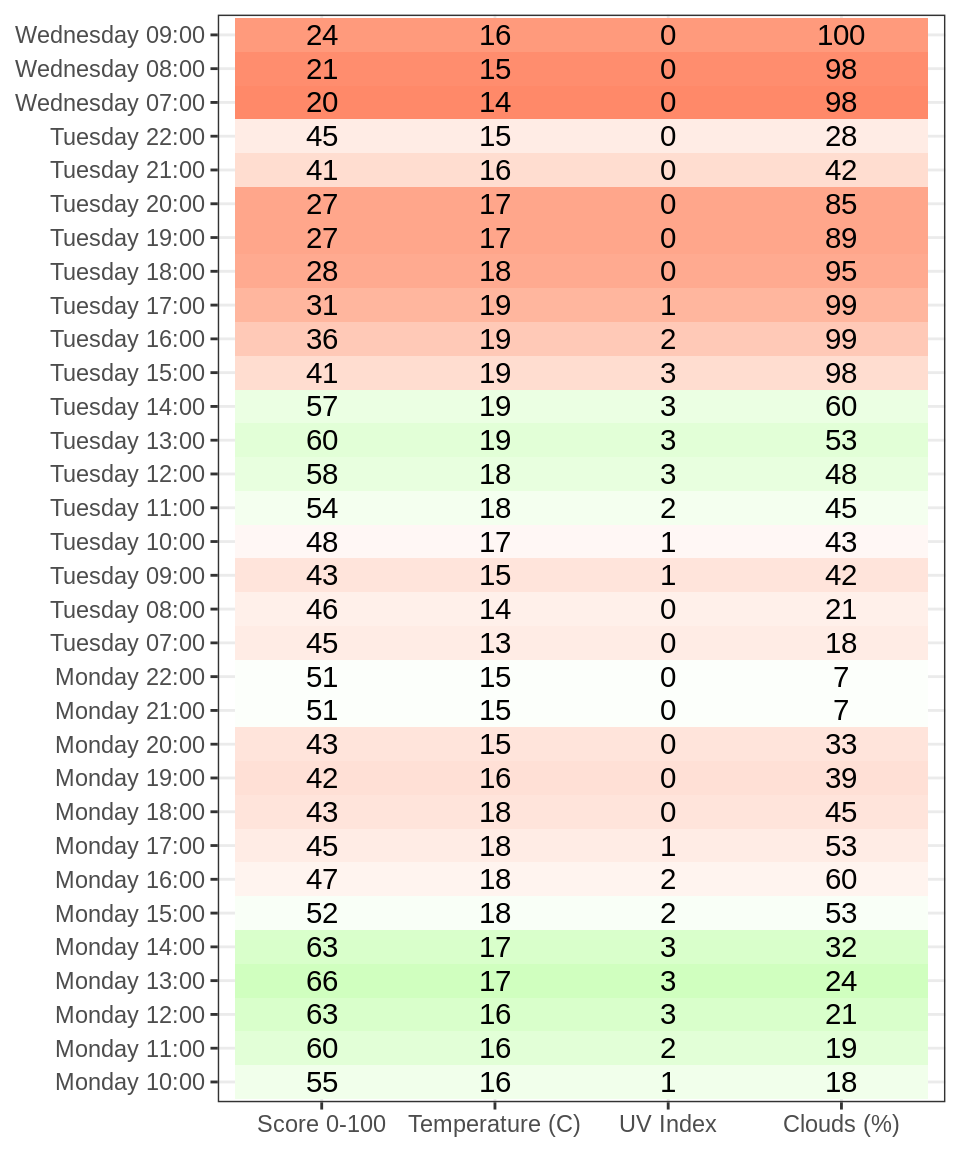 Wednesday 09:00 24 16 0 100
Wednesday 08:00 21 15 0 98
Wednesday 07:00 20 14 0 98
Tuesday 22:00 45 15 0 28
Tuesday 21:00 41 16 0 42
Tuesday 20:00 27 17 0 85
Tuesday 19:00 27 17 0 89
Tuesday 18:00 28 18 0 95
Tuesday 17:00 31 19 1 99
Tuesday 16:00 36 19 2 99
Tuesday 15:00 41 19 3 98
Tuesday 14:00 57 19 3 60
Tuesday 13:00 60 19 3 53
Tuesday 12:00 58 18 3 48
Tuesday 11:00 54 18 2 45
Tuesday 10:00 48 17 1 43
Tuesday 09:00 43 15 1 42
Tuesday 08:00 46 14 0 21
Tuesday 07:00 45 13 0 18
Monday 22:00 51 15 0 7
Monday 21:00 51 15 0 7
Monday 20:00 43 15 0 33
Monday 19:00 42 16 0 39
Monday 18:00 43 18 0 45
Monday 17:00 45 18 1 53
Monday 16:00 47 18 2 60
Monday 15:00 52 18 2 53
Monday 14:00 63 17 3 32
Monday 13:00 66 17 3 24
Monday 12:00 63 16 3 21
Monday 11:00 60 16 2 19
Monday 10:00 55 16 1 18
Score 0-100 Temperature (C) UV Index Clouds (%)